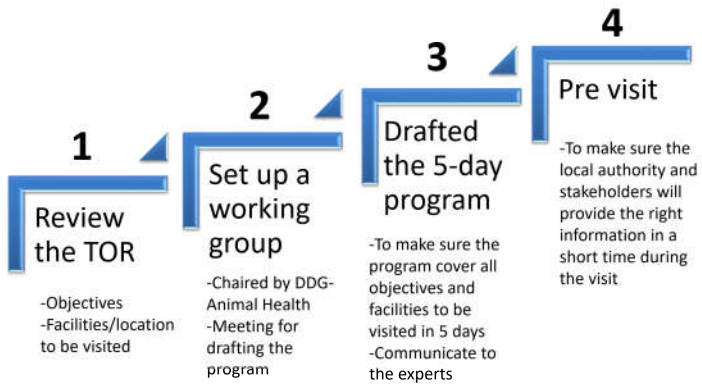 1
Review
the TOR
-Objectives
-Facilities/location
to be visited
2
Set up a
working
group
-Chaired by DDG-
Animal Health
-Meeting for
drafting the
program
3
Drafted
the 5-day
program
-To make sure the
program cover all
objectives and
facilities to be
visited in 5 days
-Communicate to
the experts
4
Pre visit
-To make sure the
local authority and
stakeholders will
provide the right
information in a
short time during
the visit